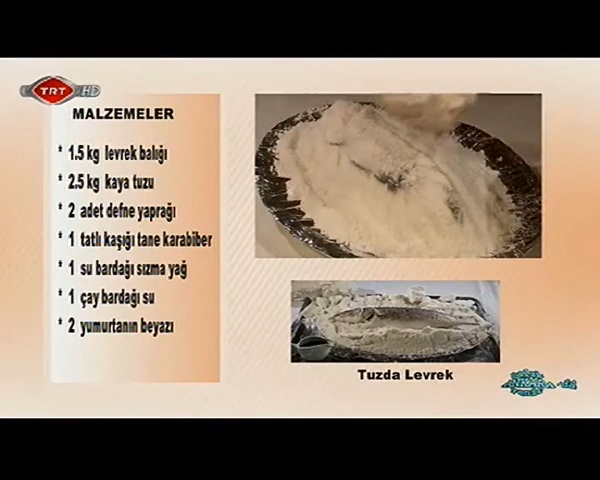 TRT HD
MALZEMELER
* 1.5 kg levrek balığı
* 2.5 kg kaya tuzu
* 2 adet defne yaprağı
* 1 tatlı kaşığı tane karabiber
* 1 su bardağı sızma yağ
* 1 çay bardağı su
* 2 yumurtanın beyazı
Tuzda Levrek
ANKARA